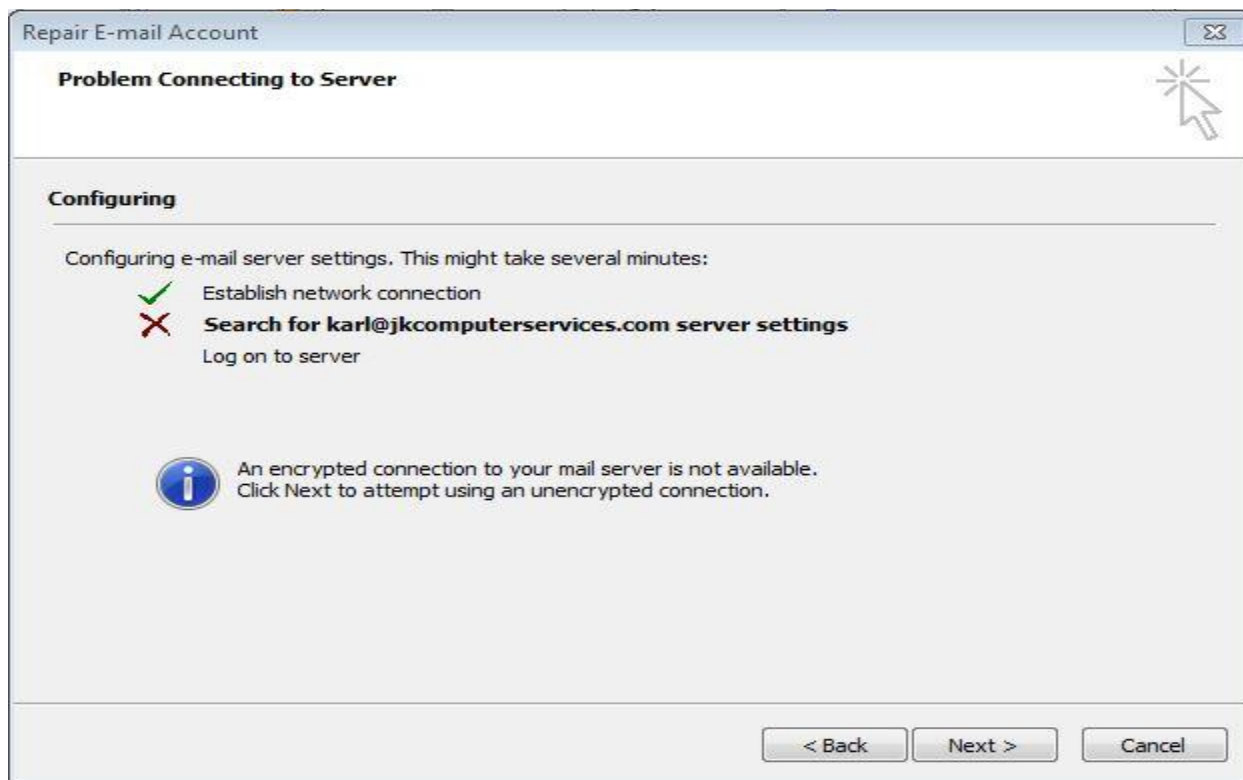 Repair E-mail Account
Problem Connecting to Server
Configuring
Configuring e-mail server settings. This might take several minutes:
Establish network connection
Search for karl@jkcomputerservices.com server settings
Log on to server
An encrypted connection to your mail server is not available.
Click Next to attempt using an unencrypted connection.
< Back Next > Cancel